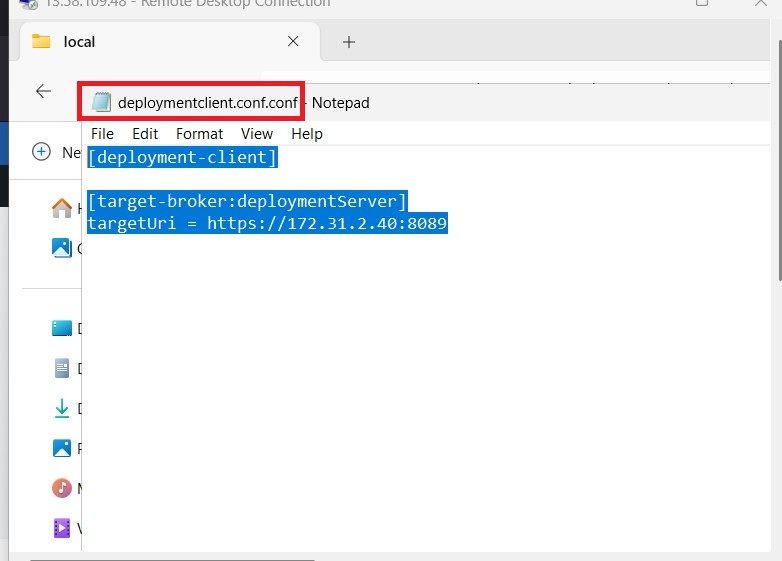 13.58.109.48 - Remote Desktop Connection
local
deploymentclient.conf.conf - Notepad
File Edit Format View Help
Ne
[deployment-client]
[target-broker:deploymentServer]
targetUri = https://172.31.2.40:8089